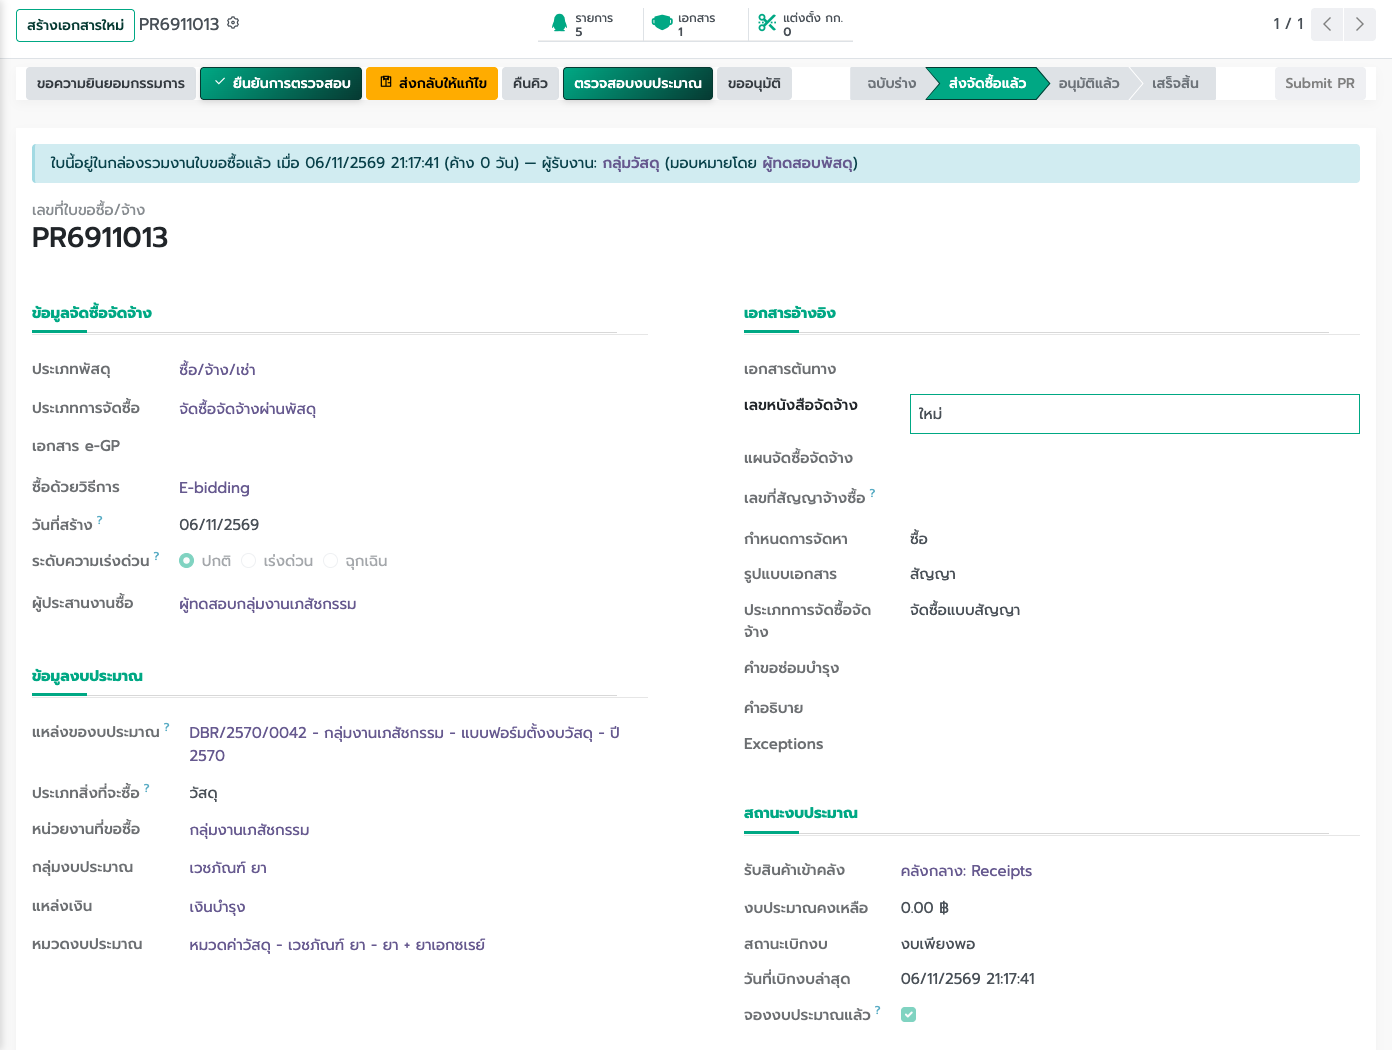 สร้างเอกสารใหม่ PR6911013
รายการ 5
เอกสาร 1
แต่งตั้ง กก. 0
1 / 1
ขอความยินยอมกรรมการ ยืนยันการตรวจสอบ ส่งกลับให้แก้ไข คืนคิว ตรวจสอบงบประมาณ ขออนุมัติ ฉบับร่าง ส่งจัดซื้อแล้ว อนุมัติแล้ว เสร็จสิ้น Submit PR
ใบนี้อยู่ในกล่องรวมงานใบขอซื้อแล้ว เมื่อ 06/11/2569 21:17:41 (ค้าง 0 วัน) — ผู้รับงาน: กลุ่มวัสดุ (มอบหมายโดย ผู้ทดสอบพัสดุ)
เลขที่ใบขอซื้อ/จ้าง
PR6911013
ข้อมูลจัดซื้อจัดจ้าง
ประเภทพัสดุ ซื้อ/จ้าง/เช่า
ประเภทการจัดซื้อ จัดซื้อจัดจ้างผ่านพัสดุ
เอกสาร e-GP
ซื้อด้วยวิธีการ E-bidding
วันที่สร้าง ? 06/11/2569
ระดับความเร่งด่วน ? ปกติ เร่งด่วน ฉุกเฉิน
ผู้ประสานงานซื้อ ผู้ทดสอบกลุ่มงานเภสัชกรรม
ข้อมูลงบประมาณ
แหล่งของบประมาณ ? DBR/2570/0042 - กลุ่มงานเภสัชกรรม - แบบฟอร์มตั้งงบวัสดุ - ปี
2570
ประเภทสิ่งที่จะซื้อ ? วัสดุ
หน่วยงานที่ขอซื้อ กลุ่มงานเภสัชกรรม
กลุ่มงบประมาณ เวชภัณฑ์ ยา
แหล่งเงิน เงินบำรุง
หมวดงบประมาณ หมวดค่าวัสดุ - เวชภัณฑ์ ยา - ยา + ยาเอกซเรย์
เอกสารอ้างอิง
เอกสารต้นทาง
เลขหนังสือจัดจ้าง ใหม่
แผนจัดซื้อจัดจ้าง
เลขที่สัญญาจ้างซื้อ ?
กำหนดการจัดหา ซื้อ
รูปแบบเอกสาร สัญญา
ประเภทการจัดซื้อจัด จัดซื้อแบบสัญญา
จ้าง
คำขอซ่อมบำรุง
คำอธิบาย
Exceptions
สถานะงบประมาณ
รับสินค้าเข้าคลัง คลังกลาง: Receipts
งบประมาณคงเหลือ 0.00 ฿
สถานะเบิกงบ งบเพียงพอ
วันที่เบิกงบล่าสุด 06/11/2569 21:17:41
จองงบประมาณแล้ว ?